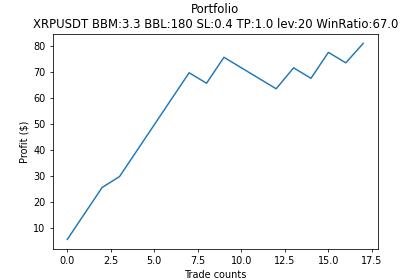 Portfolio
XRPUSDT BBM:3.3 BBL:180 SL:0.4 TP:1.0 lev:20 WinRatio:67.0
80
70
60
50
40
30
20
10
Profit ($)
0.0 2.5 5.0 7.5 10.0 12.5 15.0 17.5
Trade counts